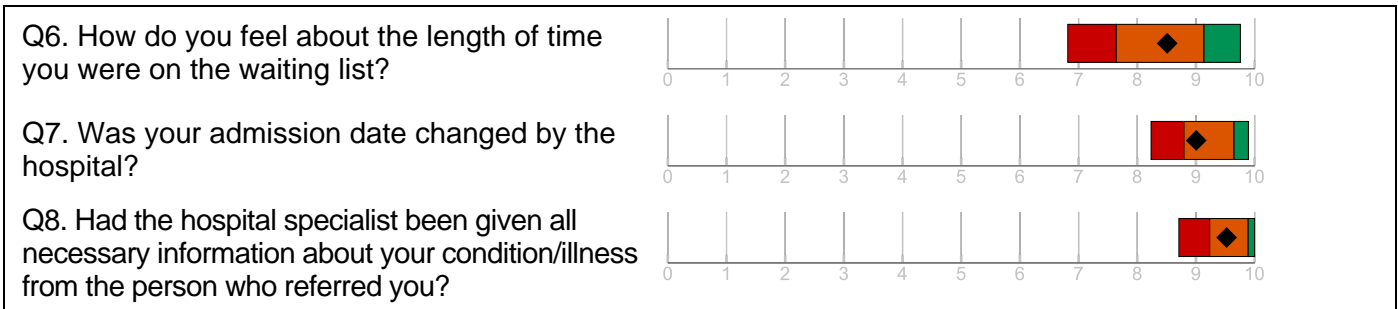 Q6. How do you feel about the length of time
you were on the waiting list?
0 1 2 3 4 5 6 7 8 9 10
Q7. Was your admission date changed by the
hospital?
0 1 2 3 4 5 6 7 8 9 10
Q8. Had the hospital specialist been given all
necessary information about your condition/illness
from the person who referred you?
0 1 2 3 4 5 6 7 8 9 10